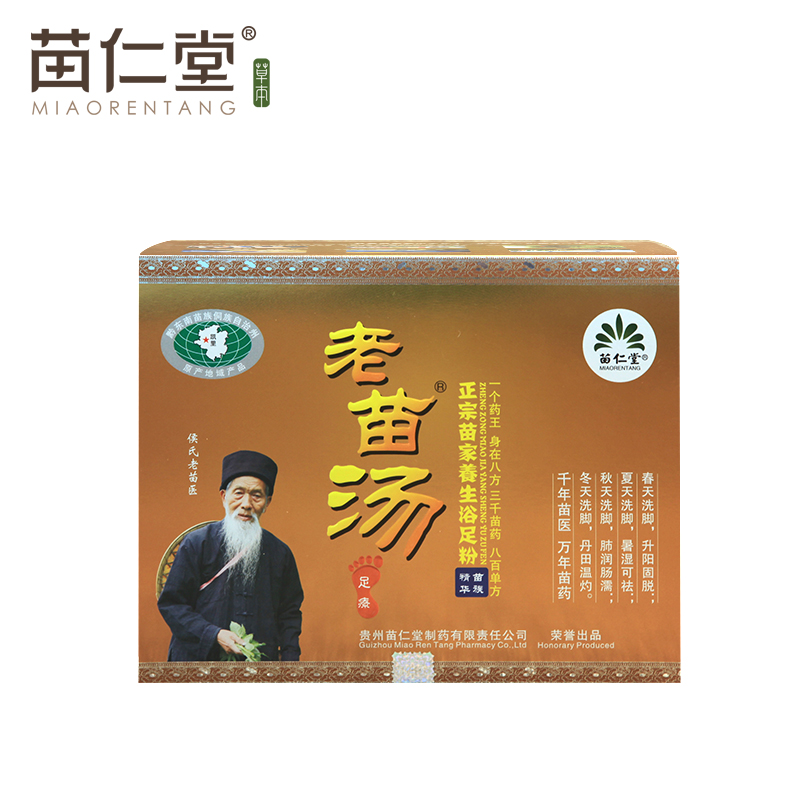 苗仁堂®
草本
MIAORENTANG
黔东南苗族侗族自治州
凯里
原产地域产品
苗仁堂®
MIAORENTANG
老苗汤®
正宗苗家養生浴足粉
ZHENG ZONG MIAO JIA YANG SHENG YU ZU FEN
一个药王 身在八方 三千苗药 八百单方
苗族
精华
足療
侯氏老苗医
春天洗脚，升阳固脱；
夏天洗脚，暑湿可祛；
秋天洗脚，肺润肠濡；
冬天洗脚，丹田温灼。
千年苗医 万年苗药
贵州苗仁堂制药有限责任公司 荣誉出品
Guizhou Miao Ren Tang Pharmacy Co.,Ltd Honorary Produced